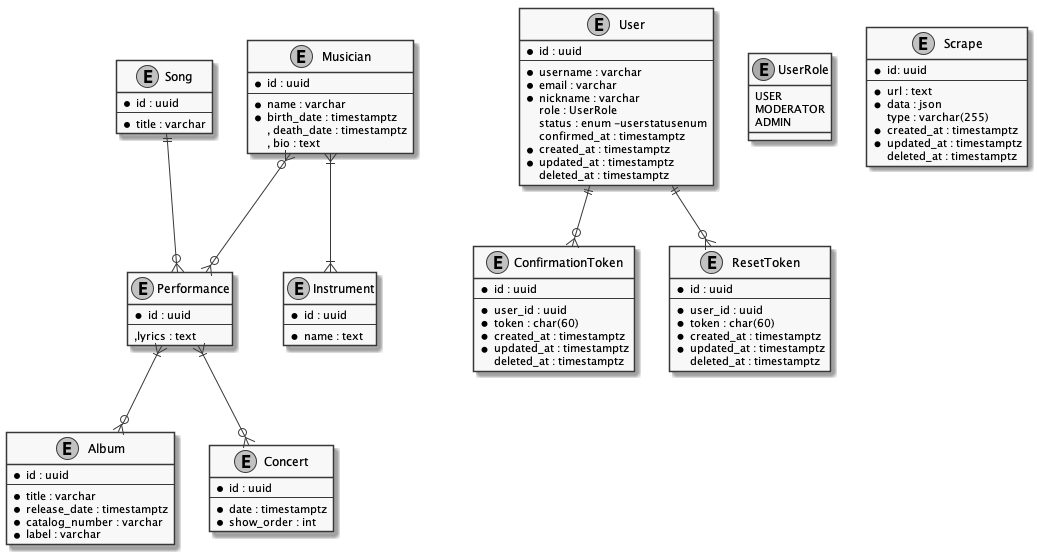 E Song
id : uuid
title : varchar
E Musician
id : uuid
name : varchar
birth_date : timestamptz
, death_date : timestamptz
, bio : text
E User
id : uuid
username : varchar
email : varchar
nickname : varchar
role : UserRole
status : enum –userstatusenum
confirmed_at : timestamptz
created_at : timestamptz
updated_at : timestamptz
deleted_at : timestamptz
E UserRole
USER
MODERATOR
ADMIN
E Scrape
id: uuid
url : text
data : json
type : varchar(255)
created_at : timestamptz
updated_at : timestamptz
deleted_at : timestamptz
E Performance
id : uuid
,lyrics : text
E Instrument
id : uuid
name : text
E ConfirmationToken
id : uuid
user_id : uuid
token : char(60)
created_at : timestamptz
updated_at : timestamptz
deleted_at : timestamptz
E ResetToken
id : uuid
user_id : uuid
token : char(60)
created_at : timestamptz
updated_at : timestamptz
deleted_at : timestamptz
E Album
id : uuid
title : varchar
release_date : timestamptz
catalog_number : varchar
label : varchar
E Concert
id : uuid
date : timestamptz
show_order : int